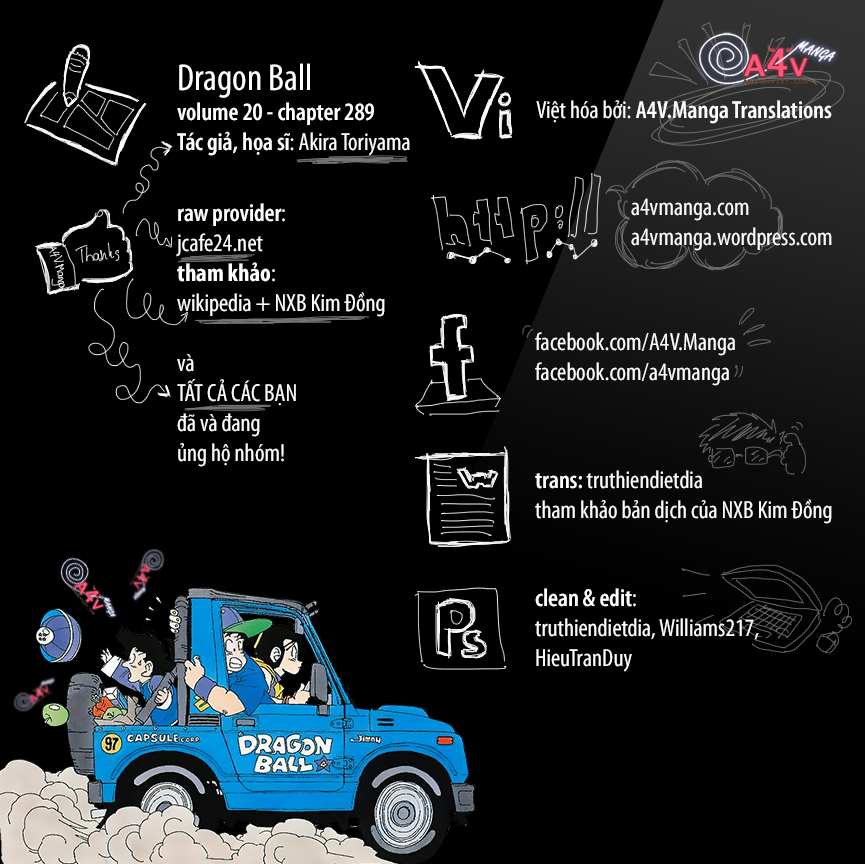 Dragon Ball
volume 20 - chapter 289
Tác giả, họa sĩ: Akira Toriyama
Thanks
A4V Manga
raw provider:
jcafe24.net
tham khảo:
wikipedia + NXB Kim Đồng
và
TẤT CẢ CÁC BẠN
đã và đang
ủng hộ nhóm!
A4V MANGA
Vi
Việt hóa bởi: A4V.Manga Translations
http://
a4vmanga.com
a4vmanga.wordpress.com
f
facebook.com/A4V.Manga
facebook.com/a4vmanga
W
trans: truthiendietdia
tham khảo bản dịch của NXB Kim Đồng
Ps
clean & edit:
truthiendietdia, Williams217,
HieuTranDuy
A4V
A4V
A4V
97 CAPSULE CORP.
DRAGON
BALL
Jimny